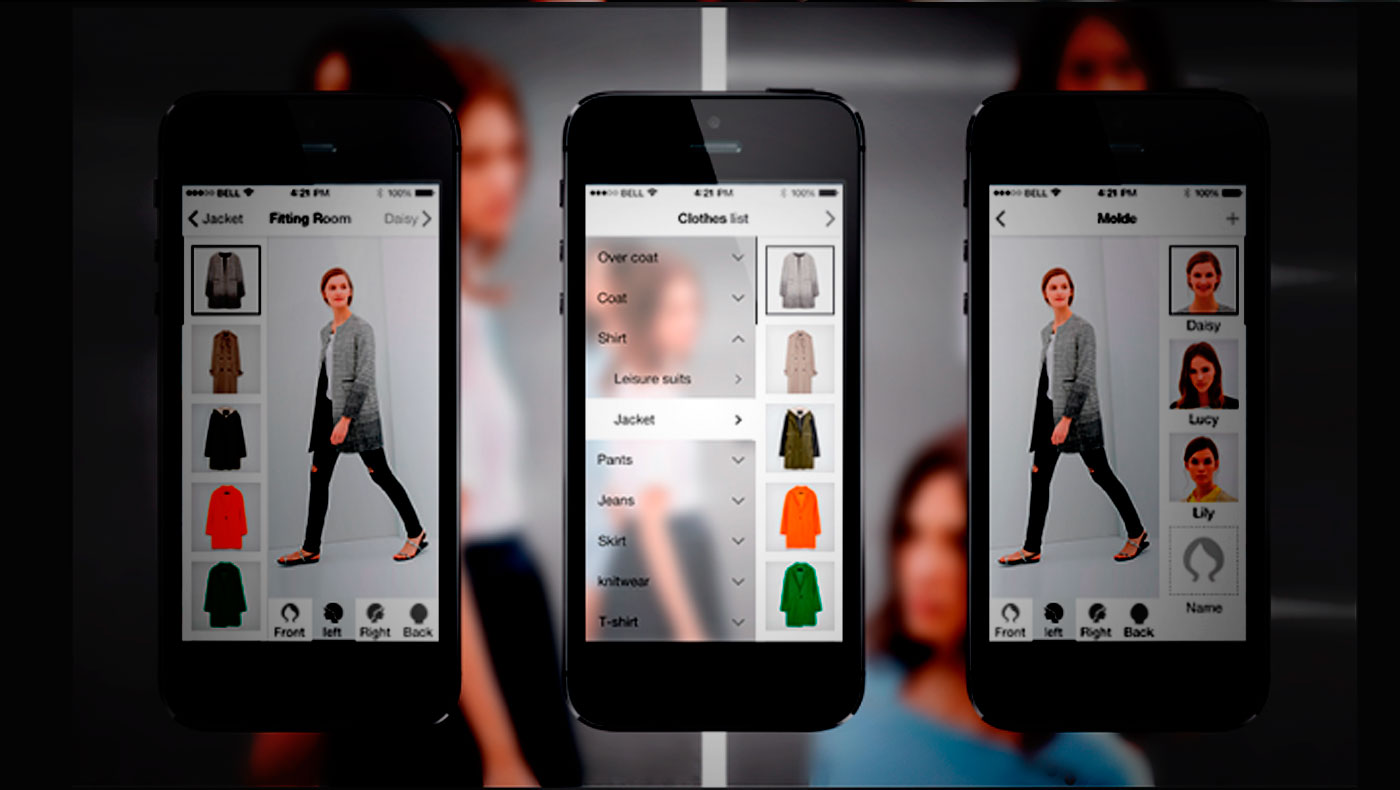 BELL 4:21 PM 100%
Jacket Fitting Room Daisy
Front left Right Back
BELL 4:21 PM 100%
Clothes list
Over coat
Coat
Shirt
Leisure suits
Jacket
Pants
Jeans
Skirt
knitwear
T-shirt
BELL 4:21 PM 100%
Molde
Daisy
Lucy
Lily
Name
Front left Right Back